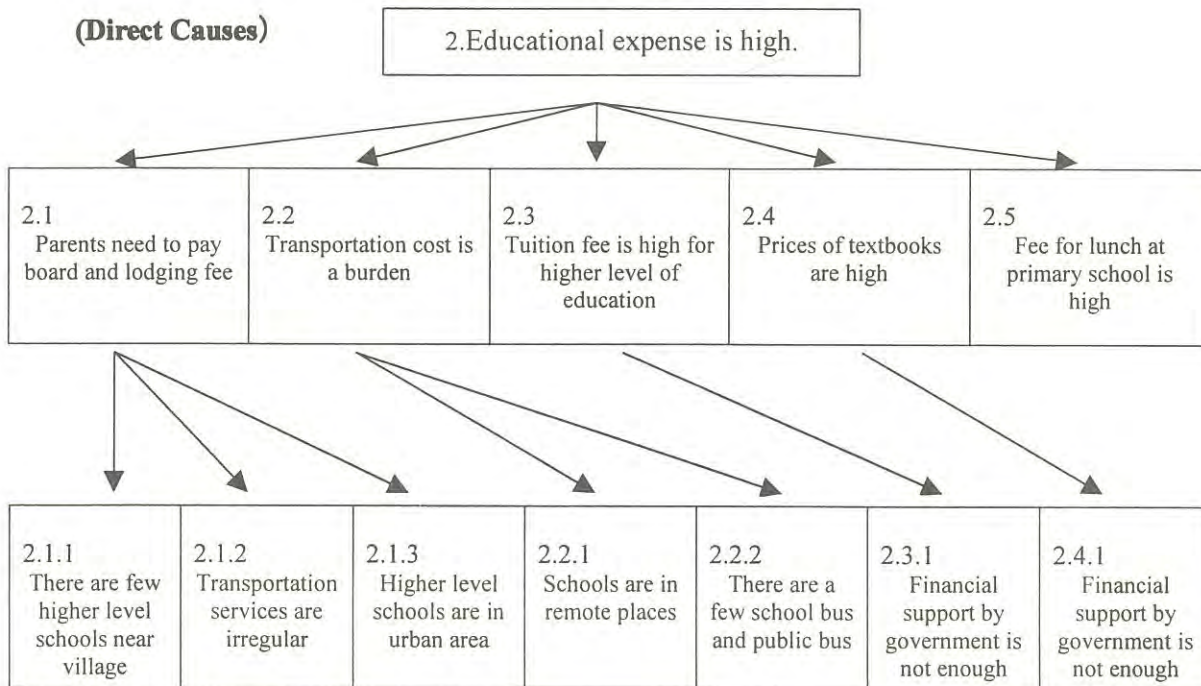 (Direct Causes)
2.Educational expense is high.
2.1
Parents need to pay
board and lodging fee
2.2
Transportation cost is
a burden
2.3
Tuition fee is high for
higher level of
education
2.4
Prices of textbooks
are high
2.5
Fee for lunch at
primary school is
high
2.1.1
There are few
higher level
schools near
village
2.1.2
Transportation
services are
irregular
2.1.3
Higher level
schools are in
urban area
2.2.1
Schools are in
remote places
2.2.2
There are a
few school bus
and public bus
2.3.1
Financial
support by
government is
not enough
2.4.1
Financial
support by
government is
not enough